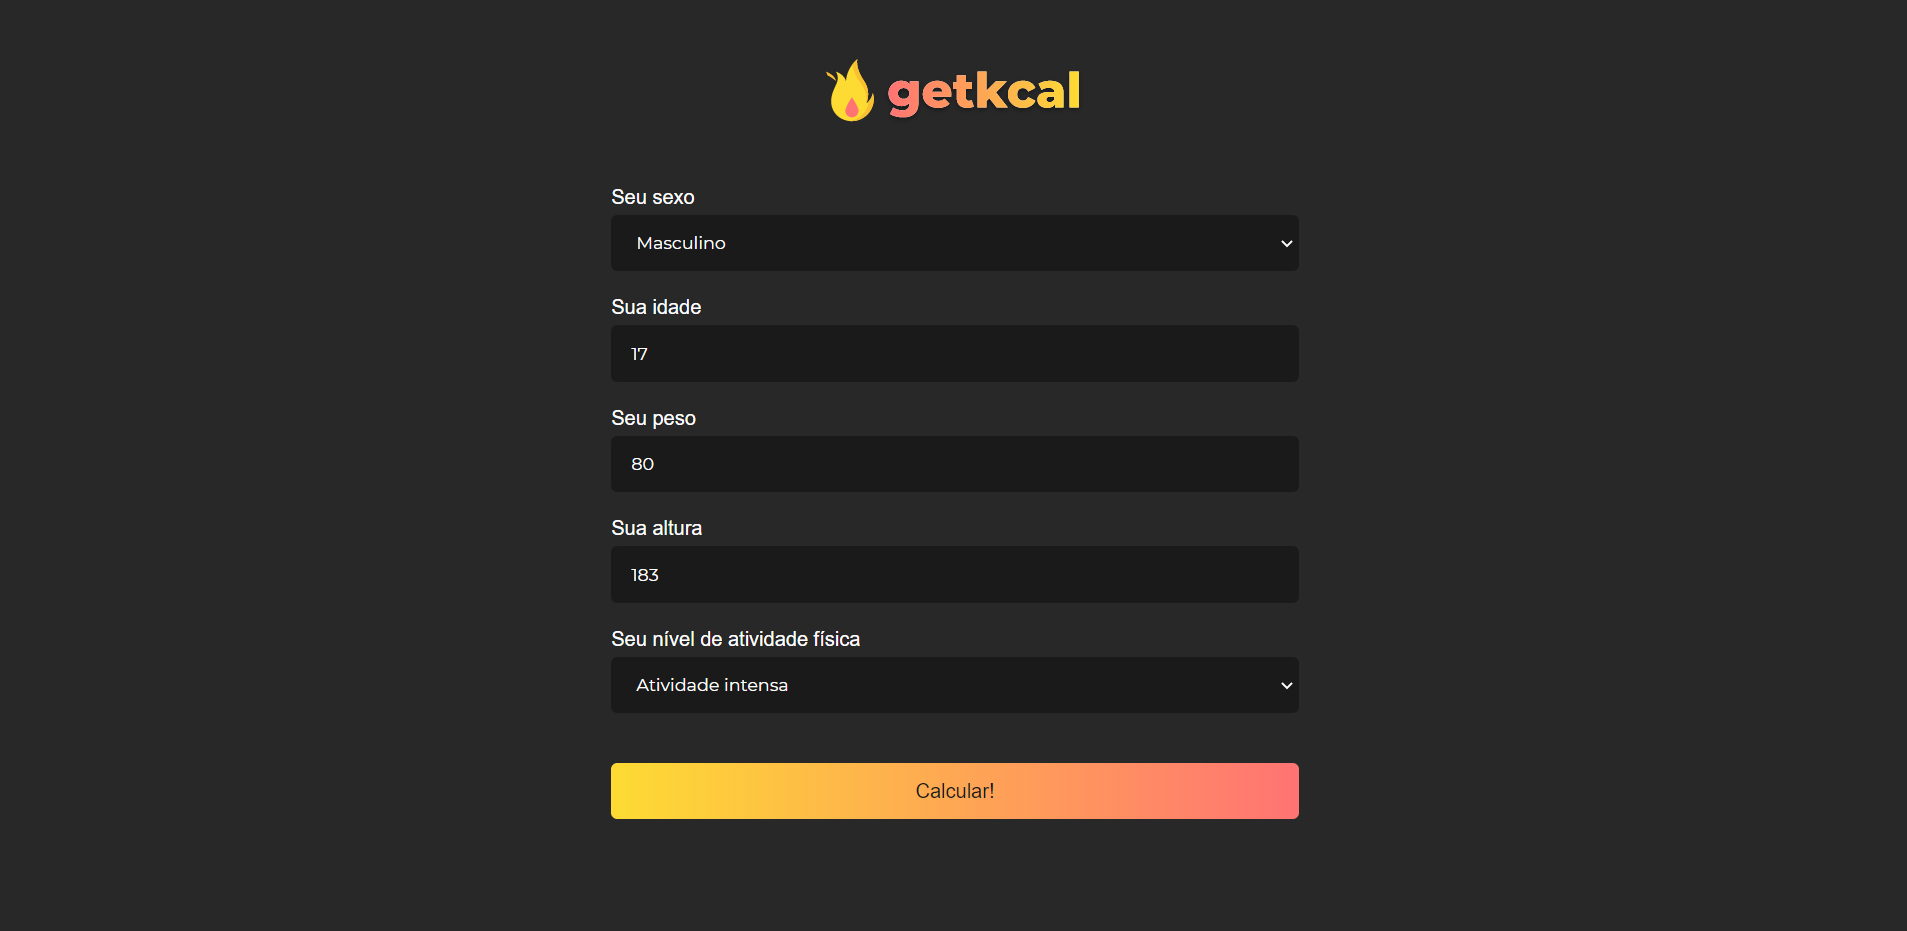 getkcal
Seu sexo
Masculino
Sua idade
17
Seu peso
80
Sua altura
183
Seu nível de atividade física
Atividade intensa
Calcular!